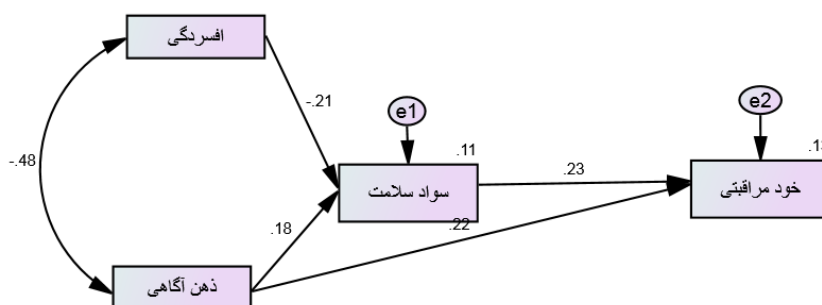 افسردگی
-.21
e1
e2
-.48
.11
سواد سلامت
.23
خود مراقبتی
.18
.22
ذهن آگاهی